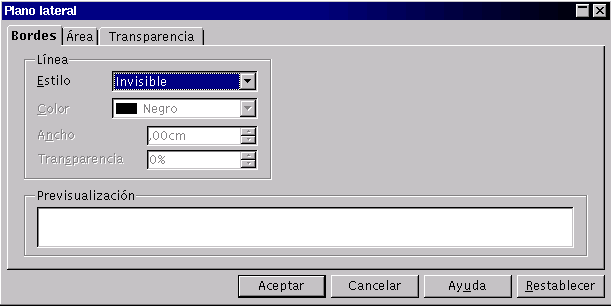 Plano lateral
Bordes Área Transparencia
Línea
Estilo Invisible
Color Negro
Ancho ,00cm
Transparencia 0%
Previsualización
Aceptar Cancelar Ayuda Restablecer